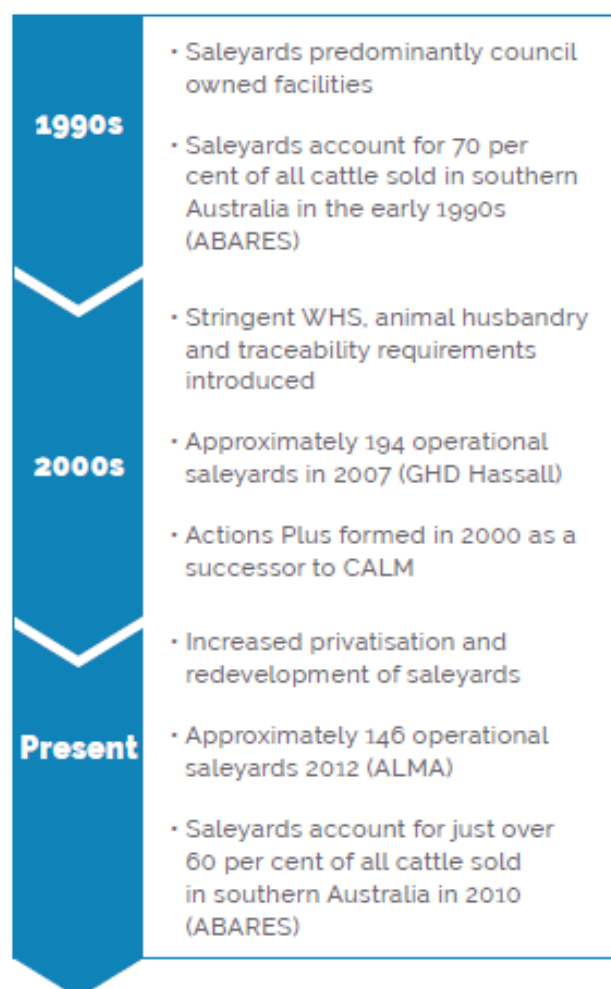 1990s
• Saleyards predominantly council
owned facilities
• Saleyards account for 70 per
cent of all cattle sold in southern
Australia in the early 1990s
(ABARES)
2000s
• Stringent WHS, animal husbandry
and traceability requirements
introduced
• Approximately 194 operational
saleyards in 2007 (GHD Hassall)
• Actions Plus formed in 2000 as a
successor to CALM
Present
• Increased privatisation and
redevelopment of saleyards
• Approximately 146 operational
saleyards 2012 (ALMA)
• Saleyards account for just over
60 per cent of all cattle sold
in southern Australia in 2010
(ABARES)